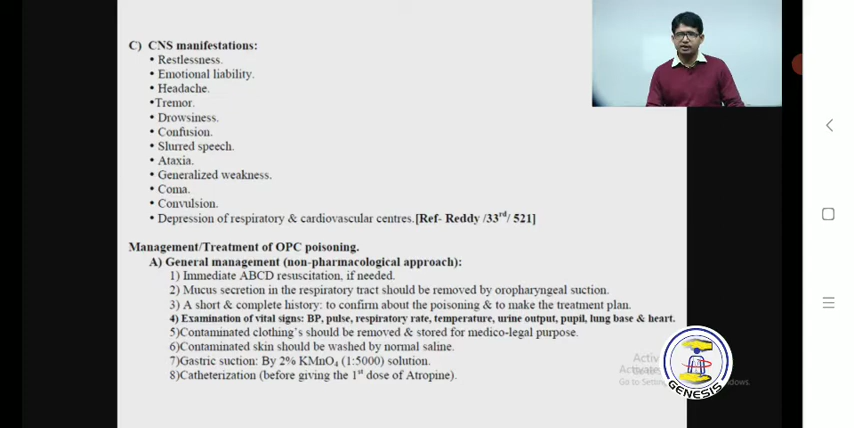 C) CNS manifestations:
• Restlessness.
• Emotional liability.
• Headache.
•Tremor.
• Drowsiness.
• Confusion.
• Slurred speech.
• Ataxia.
• Generalized weakness.
• Coma.
• Convulsion.
• Depression of respiratory & cardiovascular centres.[Ref- Reddy /33rd/ 521]
Management/Treatment of OPC poisoning.
A) General management (non-pharmacological approach):
1) Immediate ABCD resuscitation, if needed.
2) Mucus secretion in the respiratory tract should be removed by oropharyngeal suction.
3) A short & complete history: to confirm about the poisoning & to make the treatment plan.
4) Examination of vital signs: BP, pulse, respiratory rate, temperature, urine output, pupil, lung base & heart.
5)Contaminated clothing's should be removed & stored for medico-legal purpose.
6)Contaminated skin should be washed by normal saline.
7)Gastric suction: By 2% KMnO4 (1:5000) solution.
8)Catheterization (before giving the 1st dose of Atropine).
Activ
Activate
Go to Setting
GENESIS